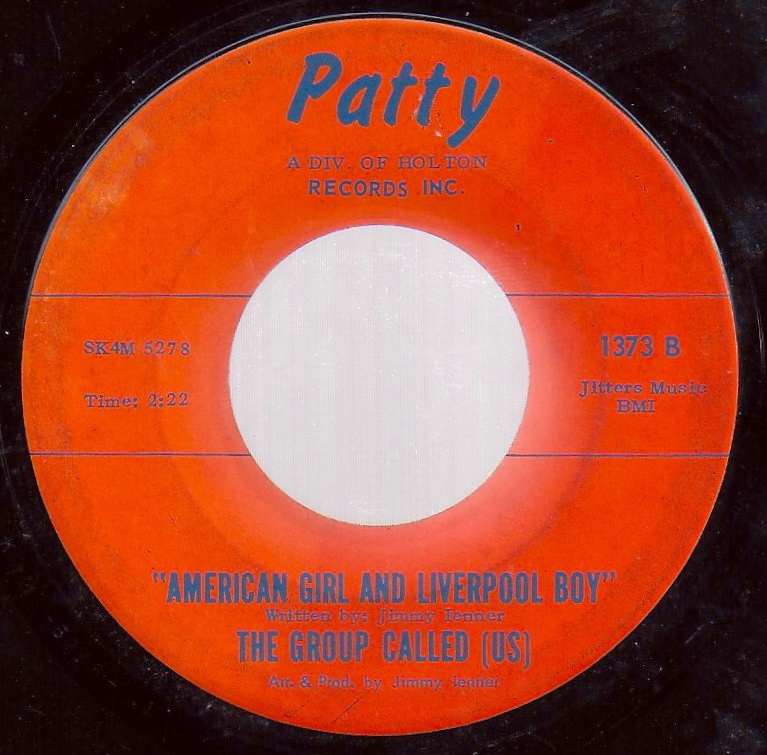 Patty
A DIV. OF HOLTON
RECORDS INC.
SK4M 5278
1373 B
Time: 2:22
Jitters Music
BMI
"AMERICAN GIRL AND LIVERPOOL BOY"
Written by: Jimmy Ienner
THE GROUP CALLED (US)
Arr. & Prod. by Jimmy Ienner